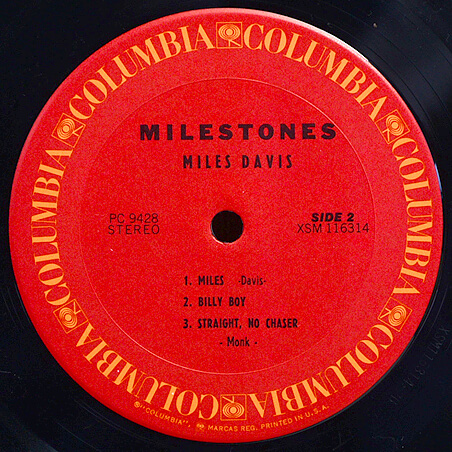 COLUMBIA COLUMBIA COLUMBIA COLUMBIA COLUMBIA COLUMBIA
MILESTONES
MILES DAVIS
PC 9428
STEREO
SIDE 2
XSM 116314
1. MILES -Davis-
2. BILLY BOY
3. STRAIGHT, NO CHASER
- Monk -
®"COLUMBIA", MARCAS REG. PRINTED IN U.S.A.